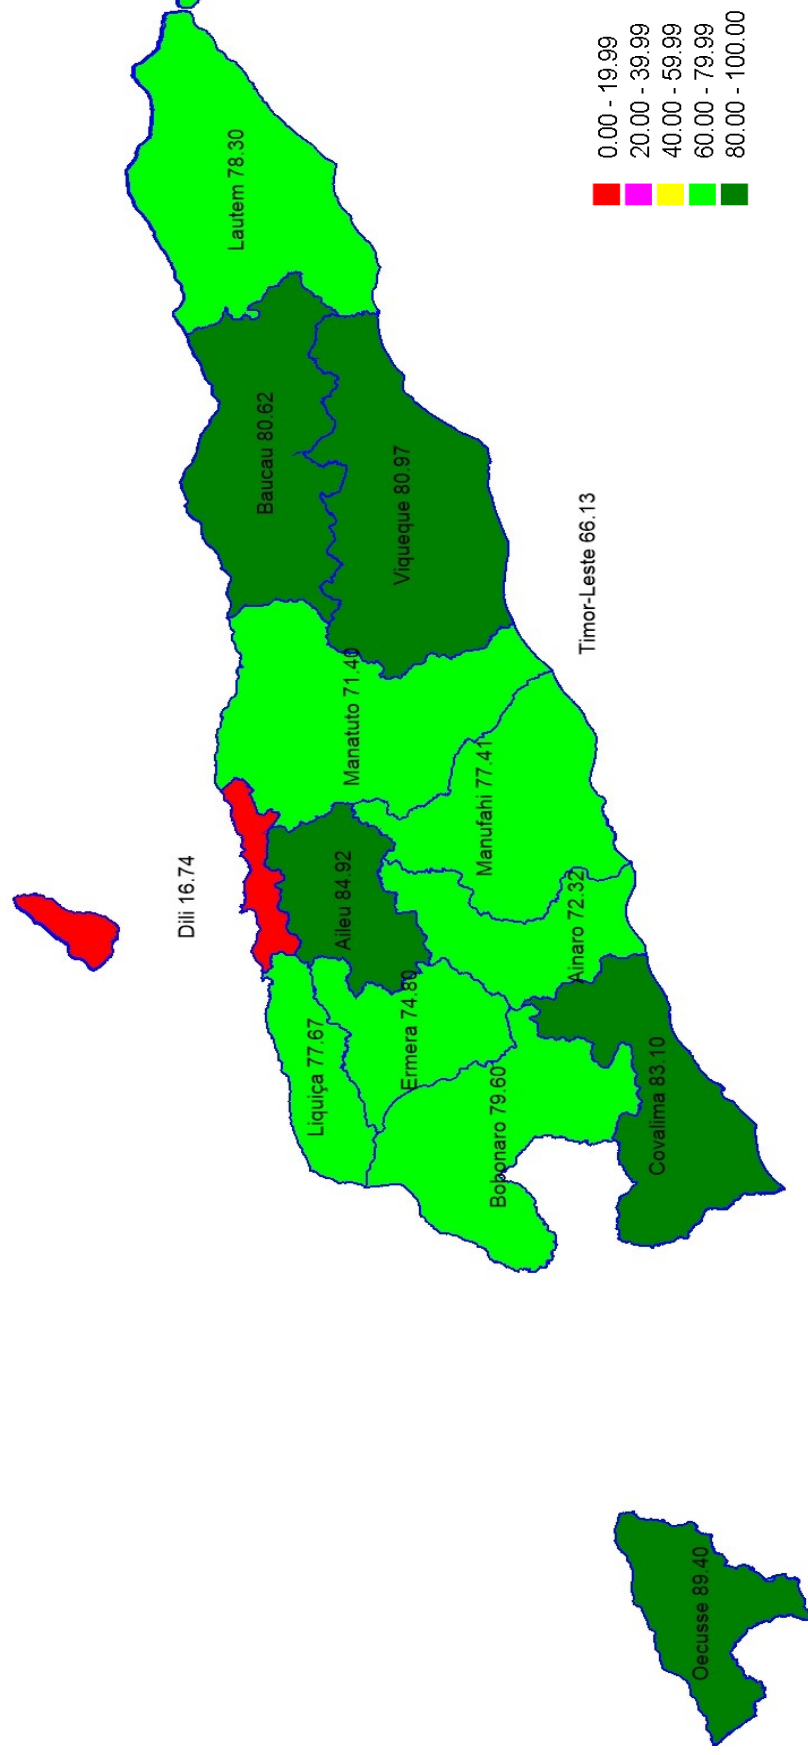 Lautem 78.30
Baucau 80.62
Viqueque 80.97
Manatuto 71.40
Manufahi 77.41
Dili 16.74
Aileu 84.92
Ainaro 72.32
Ermera 74.80
Liquiça 77.67
Bobonaro 79.60
Covalima 83.10
Oecusse 89.40
Timor-Leste 66.13
0.00 - 19.99
20.00 - 39.99
40.00 - 59.99
60.00 - 79.99
80.00 - 100.00